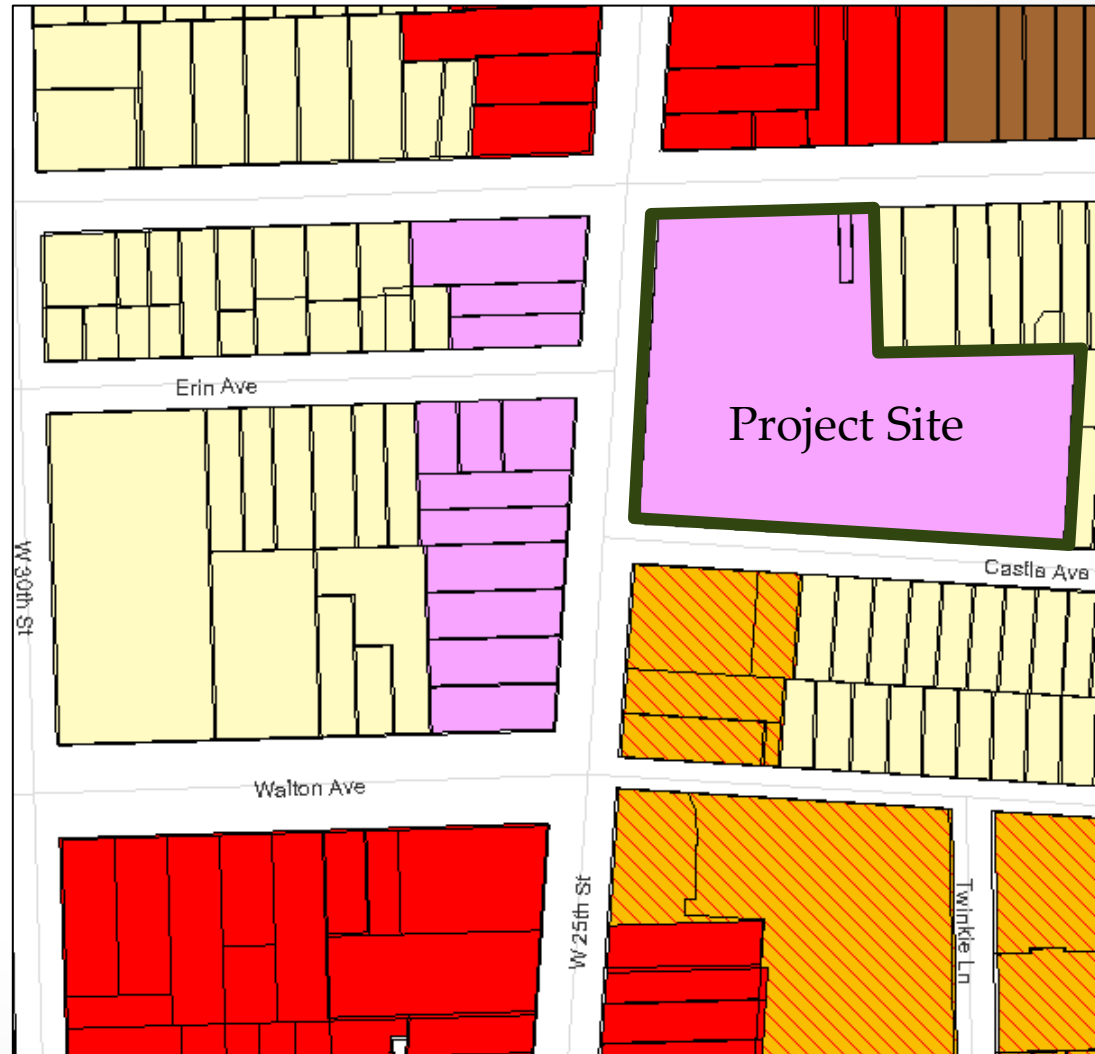 Erin Ave
Project Site
W 30th St
Castle Ave
Walton Ave
W 25th St
Twinkie Ln